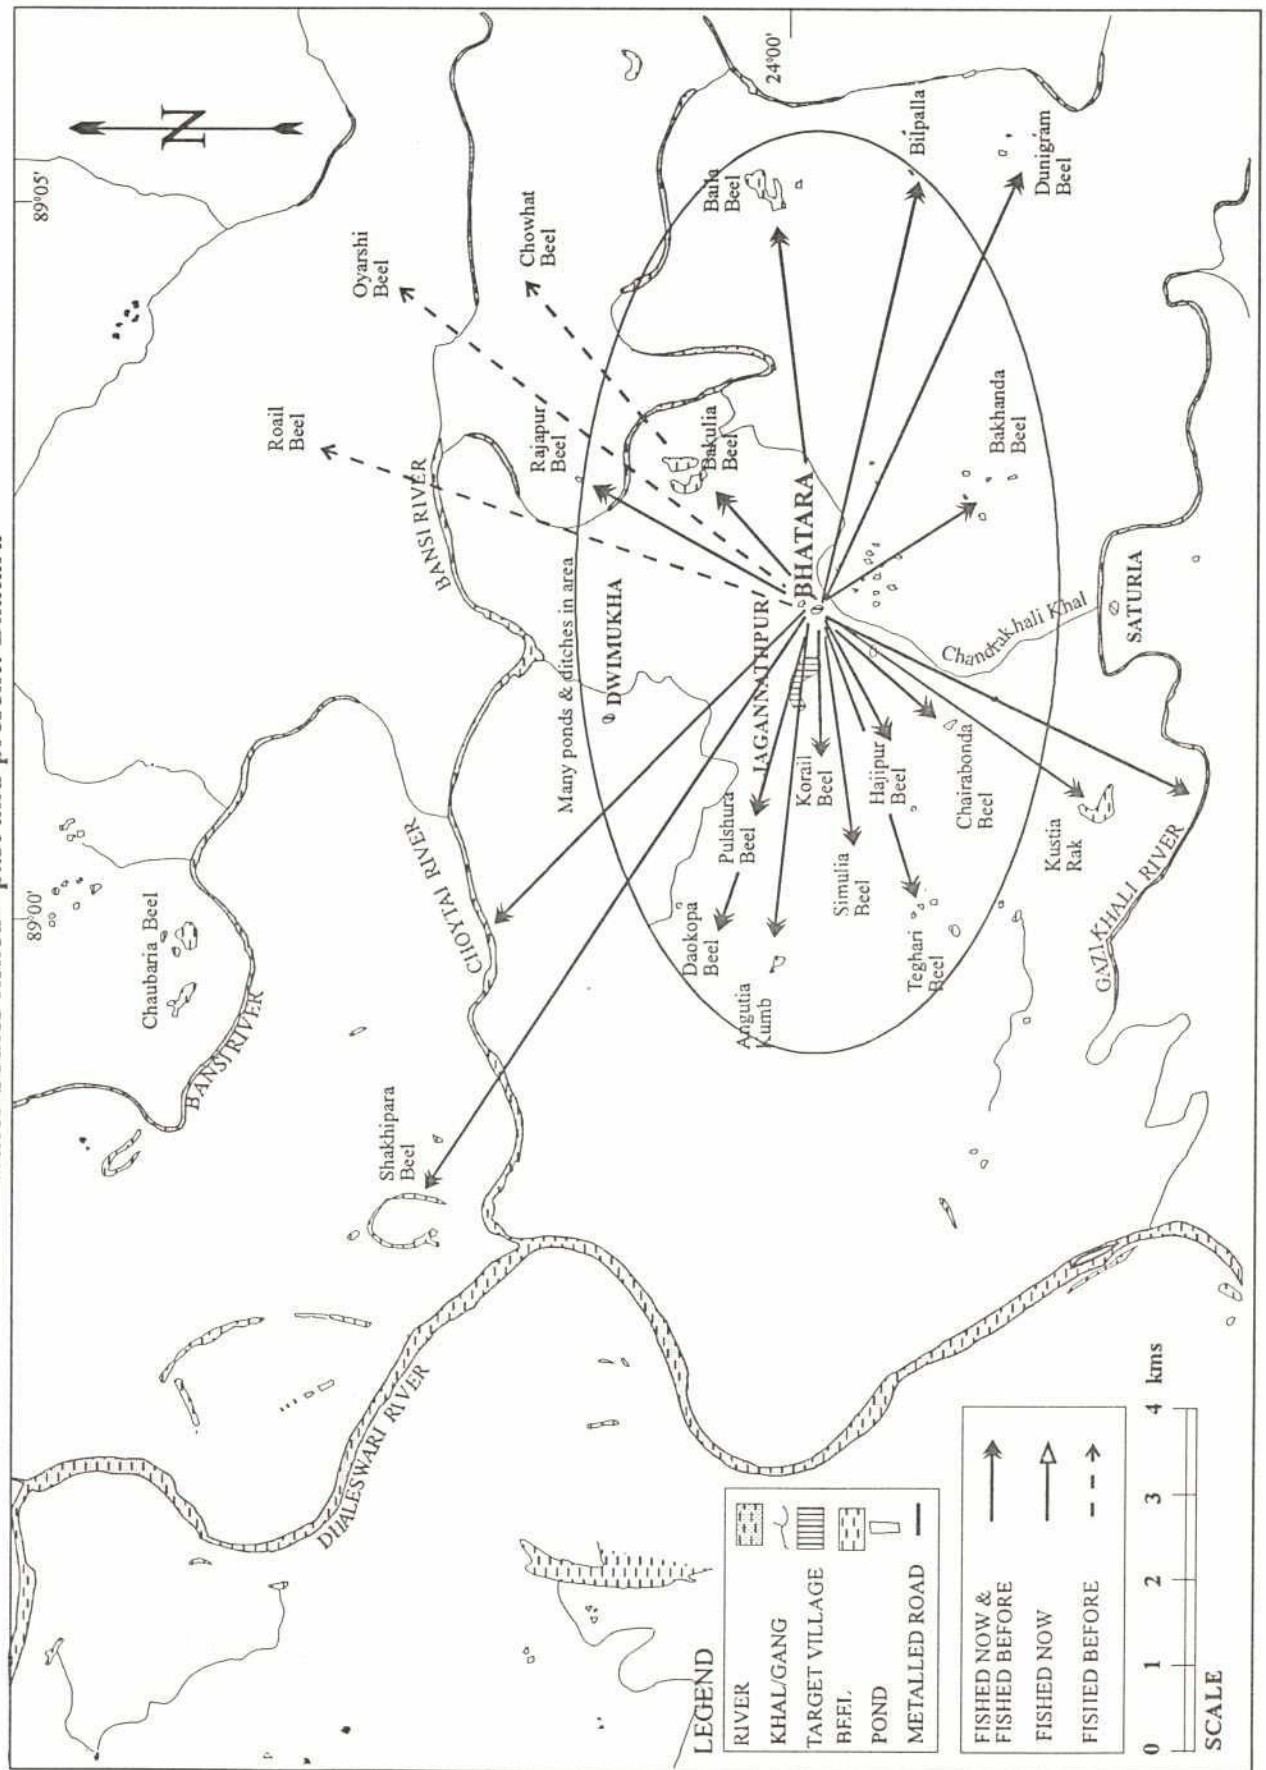 89°00'
89°05'
24°00'
N
Chaubaria Beel
BANSI RIVER
Shakhipara
Beel
DHALESWARI RIVER
CHOYTAI RIVER
BANSI RIVER
Roail
Beel
Oyarshi
Beel
Chowhat
Beel
Rajapur
Beel
Many ponds & ditches in area
DWIMUKHA
Bakulia
Beel
Baila
Beel
JAGANNATHPUR
BHATARA
Daokopa
Beel
Pulshura
Beel
Angutia
Kumb
Korail
Beel
Simulia
Beel
Hajipur
Beel
Teghari
Beel
Chairabonda
Beel
Kustia
Rak
Chandrakhali Khal
Bakhanda
Beel
Bilpalla
Dunigram
Beel
SATURIA
GAZIKHALI RIVER
LEGEND
RIVER
KHAL/GANG
TARGET VILLAGE
BEEL
POND
METALLED ROAD
FISHED NOW &
FISHED BEFORE
FISHED NOW
FISHED BEFORE
0 1 2 3 4 kms
SCALE